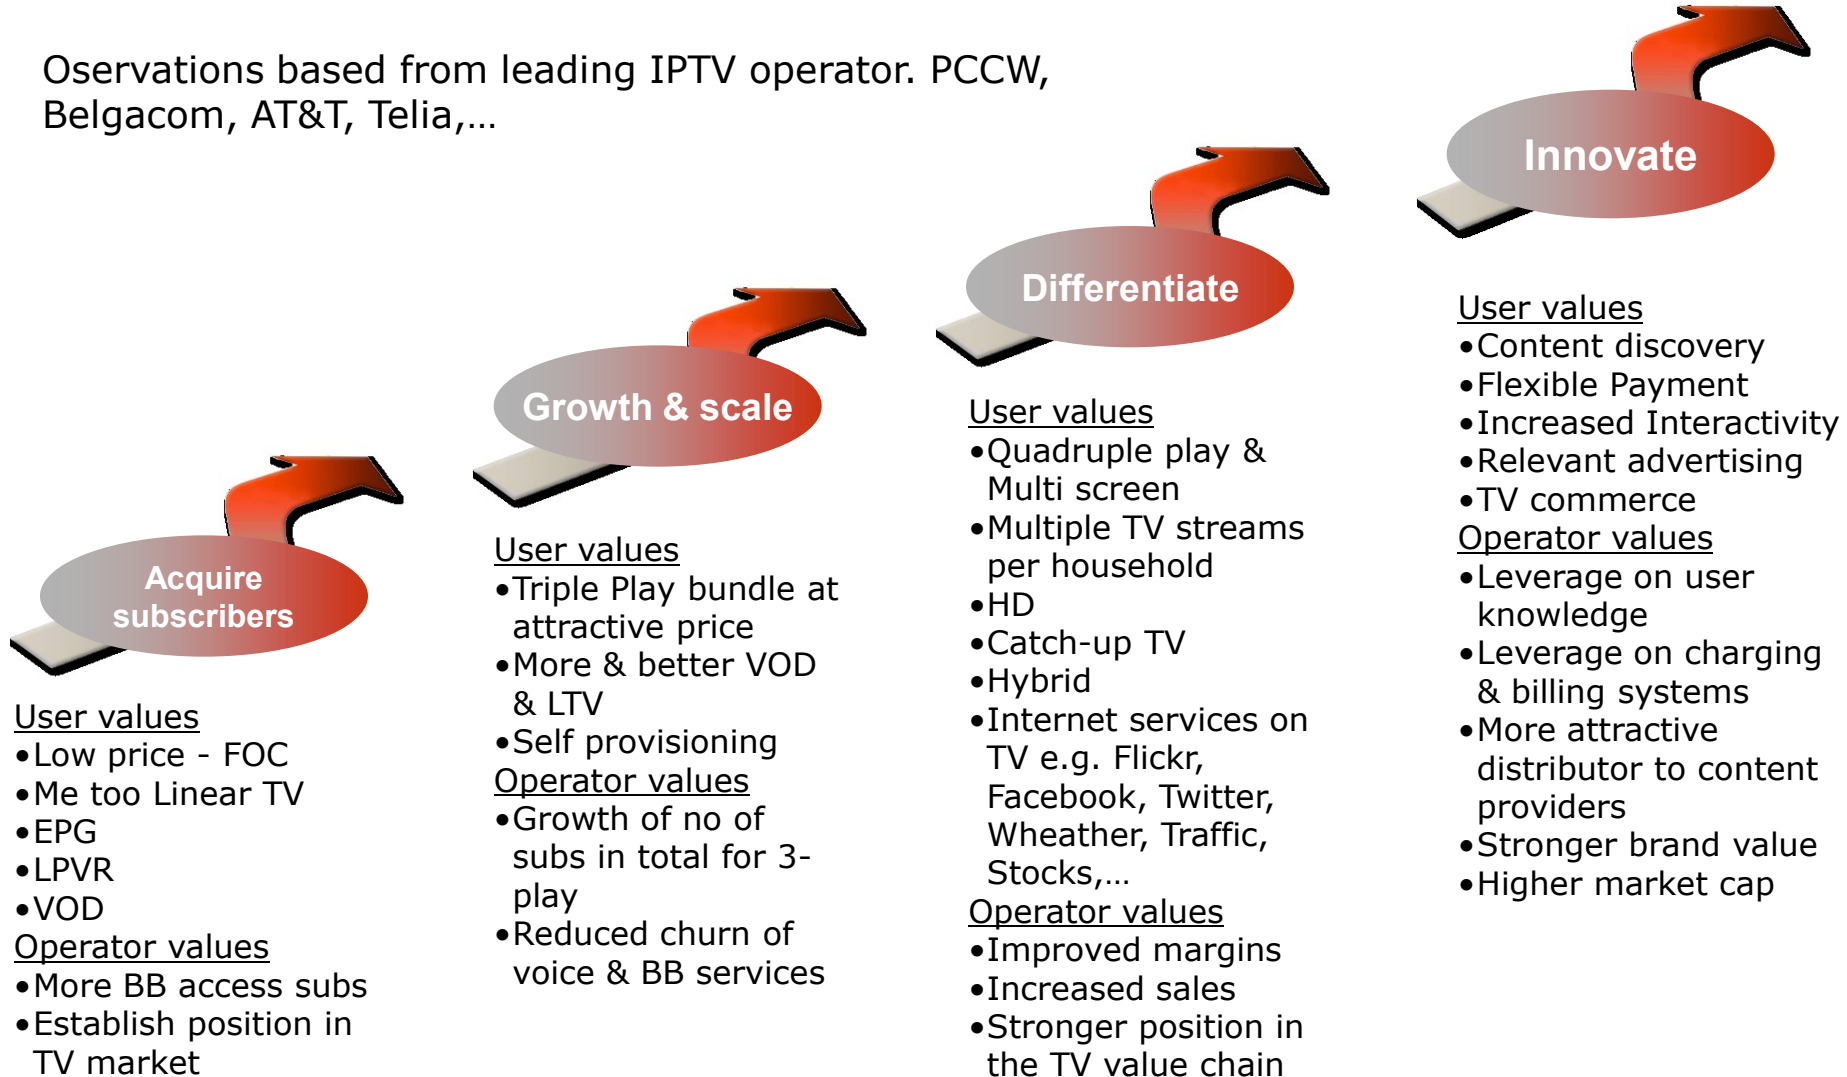 Oservations based from leading IPTV operator. PCCW,
Belgacom, AT&T, Telia,...
Acquire
subscribers
User values
•Low price - FOC
•Me too Linear TV
•EPG
•LPVR
•VOD
Operator values
•More BB access subs
•Establish position in
TV market
Growth & scale
User values
•Triple Play bundle at
attractive price
•More & better VOD
& LTV
•Self provisioning
Operator values
•Growth of no of
subs in total for 3-
play
•Reduced churn of
voice & BB services
Differentiate
User values
•Quadruple play &
Multi screen
•Multiple TV streams
per household
•HD
•Catch-up TV
•Hybrid
•Internet services on
TV e.g. Flickr,
Facebook, Twitter,
Wheather, Traffic,
Stocks,...
Operator values
•Improved margins
•Increased sales
•Stronger position in
the TV value chain
Innovate
User values
•Content discovery
•Flexible Payment
•Increased Interactivity
•Relevant advertising
•TV commerce
Operator values
•Leverage on user
knowledge
•Leverage on charging
& billing systems
•More attractive
distributor to content
providers
•Stronger brand value
•Higher market cap